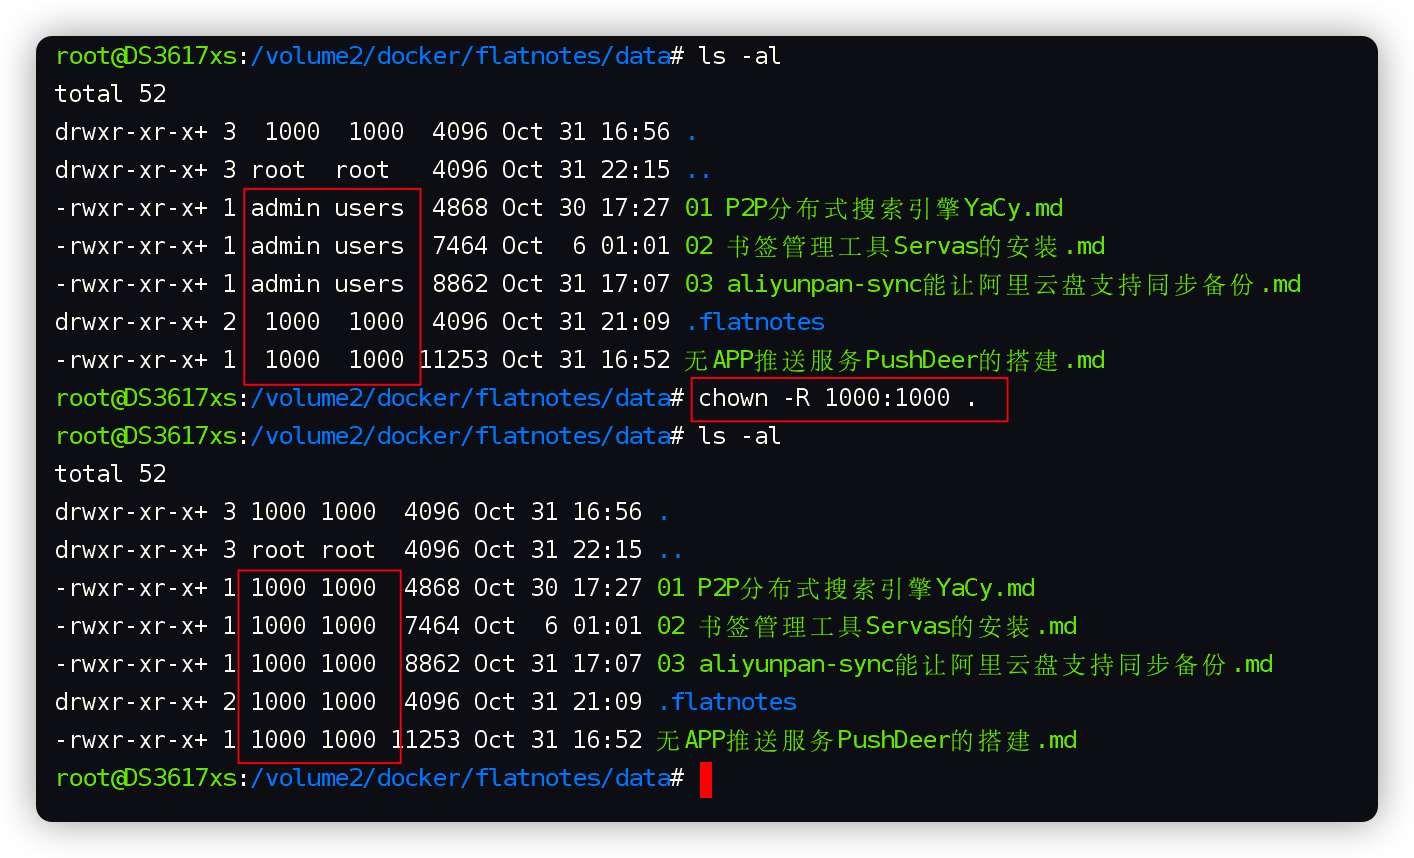 root@DS3617xs:/volume2/docker/flatnotes/data# ls -al
total 52
drwxr-xr-x+ 3  1000  1000  4096 Oct 31 16:56 .
drwxr-xr-x+ 3 root  root   4096 Oct 31 22:15 ..
-rwxr-xr-x+ 1 admin users  4868 Oct 30 17:27 01 P2P分布式搜索引擎YaCy.md
-rwxr-xr-x+ 1 admin users  7464 Oct  6 01:01 02 书签管理工具Servas的安装.md
-rwxr-xr-x+ 1 admin users  8862 Oct 31 17:07 03 aliyunpan-sync能让阿里云盘支持同步备份.md
drwxr-xr-x+ 2  1000  1000  4096 Oct 31 21:09 .flatnotes
-rwxr-xr-x+ 1  1000  1000 11253 Oct 31 16:52 无APP推送服务PushDeer的搭建.md
root@DS3617xs:/volume2/docker/flatnotes/data# chown -R 1000:1000 .
root@DS3617xs:/volume2/docker/flatnotes/data# ls -al
total 52
drwxr-xr-x+ 3 1000 1000  4096 Oct 31 16:56 .
drwxr-xr-x+ 3 root root  4096 Oct 31 22:15 ..
-rwxr-xr-x+ 1 1000 1000  4868 Oct 30 17:27 01 P2P分布式搜索引擎YaCy.md
-rwxr-xr-x+ 1 1000 1000  7464 Oct  6 01:01 02 书签管理工具Servas的安装.md
-rwxr-xr-x+ 1 1000 1000  8862 Oct 31 17:07 03 aliyunpan-sync能让阿里云盘支持同步备份.md
drwxr-xr-x+ 2 1000 1000  4096 Oct 31 21:09 .flatnotes
-rwxr-xr-x+ 1 1000 1000 11253 Oct 31 16:52 无APP推送服务PushDeer的搭建.md
root@DS3617xs:/volume2/docker/flatnotes/data#